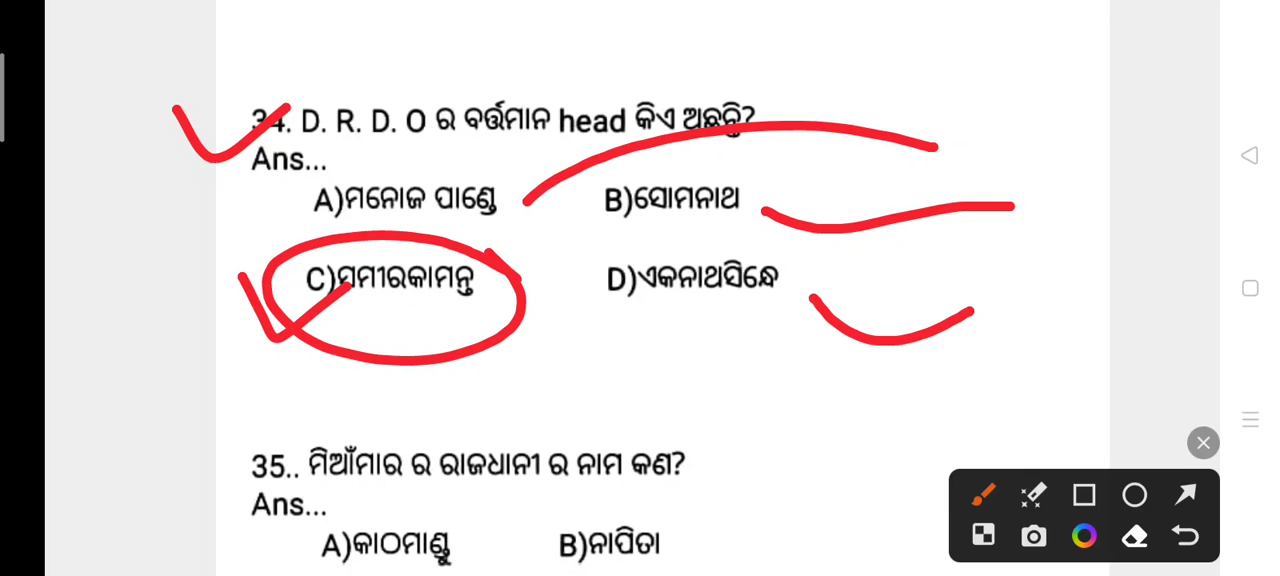 34. D. R. D. O ର ବର୍ତ୍ତମାନ head କିଏ ଅଛନ୍ତି?
Ans...
A)ମନୋଜ ପାଣ୍ଡେ B)ସୋମନାଥ
C)ସମୀରକାମନ୍ତ D)ଏକନାଥସିନ୍ଧେ
35.. ମିଆଁମାର ର ରାଜଧାନୀ ର ନାମ କଣ?
Ans...
A)କାଠମାଣ୍ଡୁ B)ନାପିତା